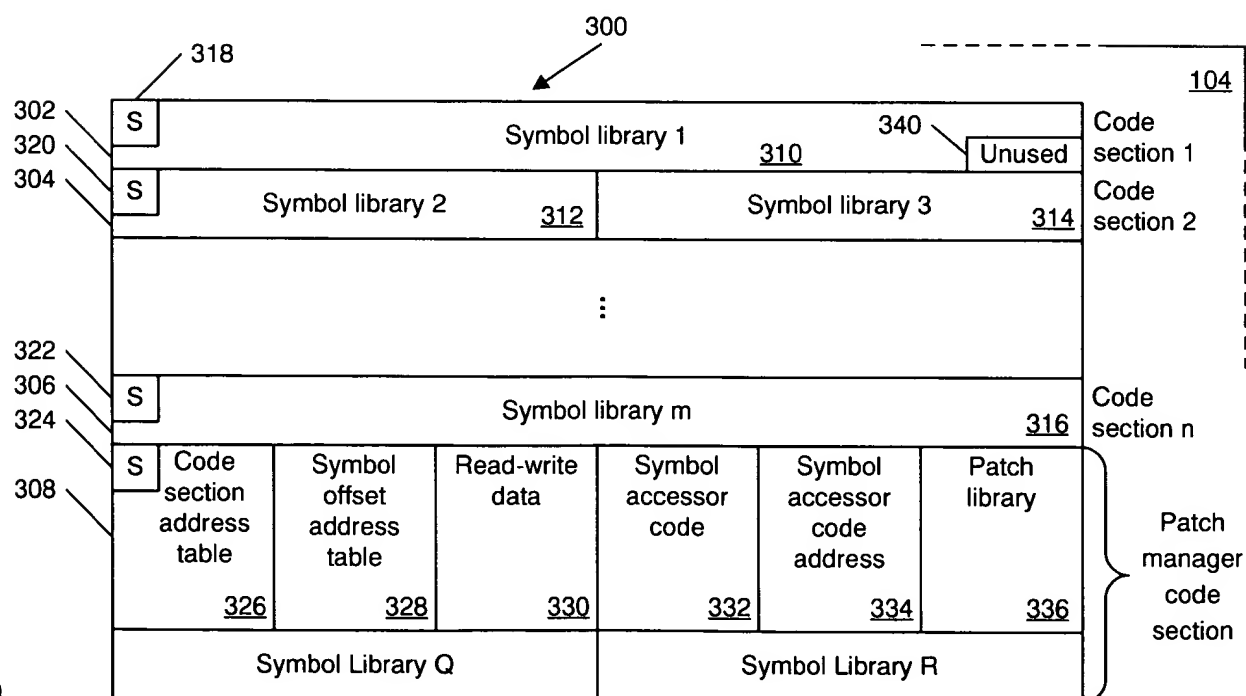 300
318
104
302
S
Symbol library 1
310
340
Unused
Code
section 1
320
304
S
Symbol library 2
312
Symbol library 3
314
Code
section 2
⋮
322
306
S
Symbol library m
316
Code
section n
324
308
S
Code
section
address
table
326
Symbol
offset
address
table
328
Read-write
data
330
Symbol
accessor
code
332
Symbol
accessor
code
address
334
Patch
library
336
Patch
manager
code
section
Symbol Library Q
Symbol Library R